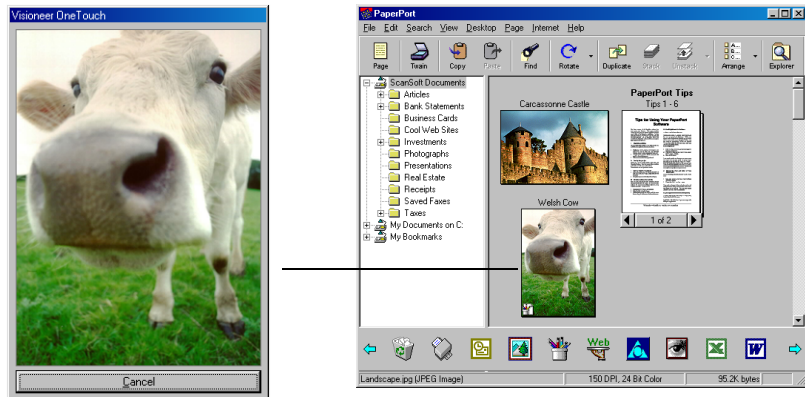 Visioneer OneTouch
Cancel
PaperPort
File Edit Search View Desktop Page Internet Help
Page Twain Copy Paste Find Rotate Duplicate Stack Unstack Arrange Explorer
ScanSoft Documents
Articles
Bank Statements
Business Cards
Cool Web Sites
Investments
Photographs
Presentations
Real Estate
Receipts
Saved Faxes
Taxes
My Documents on C:
My Bookmarks
Carcassonne Castle
PaperPort Tips
Tips 1 - 6
Tips for Using Your PaperPort
Software
1 of 2
Welsh Cow
Web
Landscape.jpg (JPEG Image) 150 DPI, 24 Bit Color 95.2K bytes